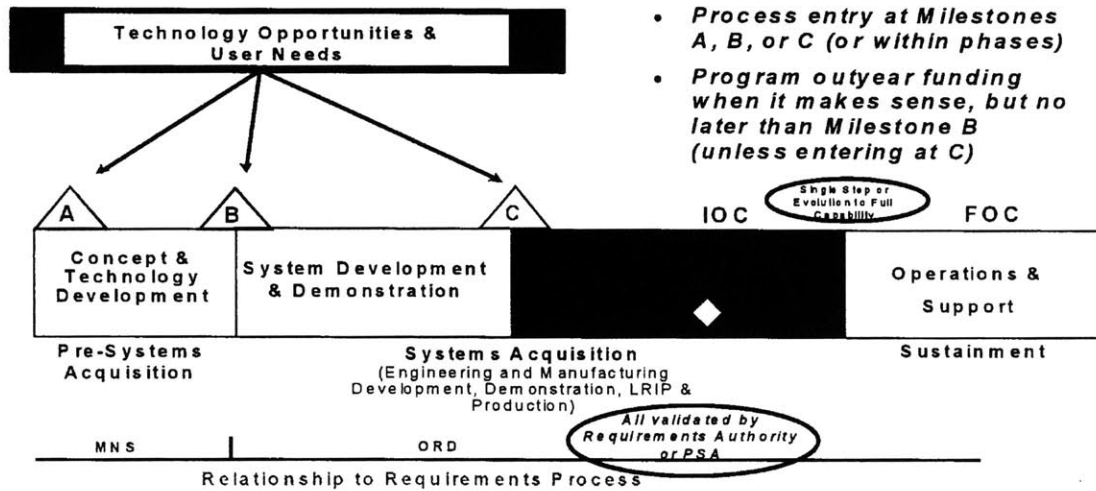 Technology Opportunities &
User Needs
• Process entry at Milestones
A, B, or C (or within phases)
• Program outyear funding
when it makes sense, but no
later than Milestone B
(unless entering at C)
A
B
C
IOC
Single Step or
Evolution to Full
Capability
FOC
Concept &
Technology
Development
System Development
& Demonstration
Operations &
Support
Pre-Systems
Acquisition
Systems Acquisition
(Engineering and Manufacturing
Development, Demonstration, LRIP &
Production)
Sustainment
All validated by
Requirements Authority
or PSA
MNS
ORD
Relationship to Requirements Process